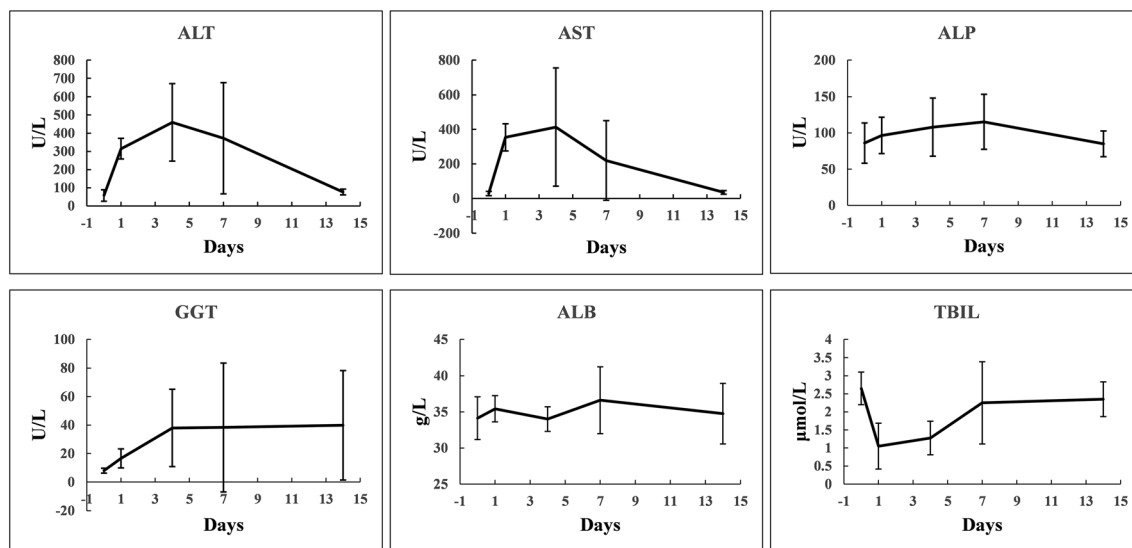 ALT
800
700
600
500
400
300
200
100
0
U/L
-1 1 3 5 7 9 11 13 15
Days
AST
800
600
400
200
0
-200
U/L
-1 1 3 5 7 9 11 13 15
Days
ALP
200
150
100
50
0
U/L
-1 1 3 5 7 9 11 13 15
Days
GGT
100
80
60
40
20
0
-20
U/L
-1 1 3 5 7 9 11 13 15
Days
ALB
45
40
35
30
25
g/L
-1 1 3 5 7 9 11 13 15
Days
TBIL
4
3.5
3
2.5
2
1.5
1
0.5
0
μmol/L
-1 1 3 5 7 9 11 13 15
Days